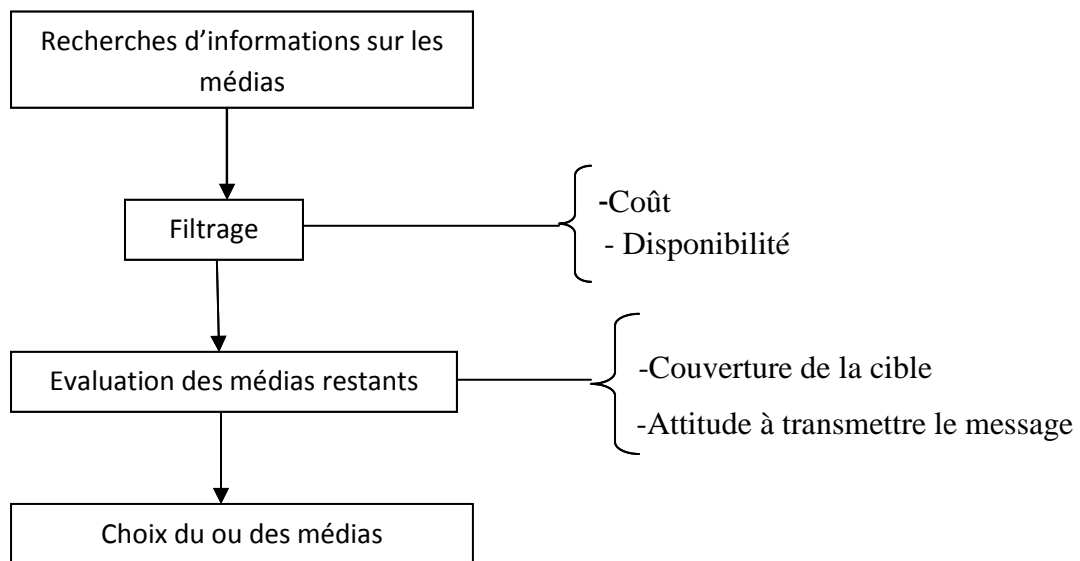 Recherches d’informations sur les
médias
Filtrage
-Coût
- Disponibilité
Evaluation des médias restants
-Couverture de la cible
-Attitude à transmettre le message
Choix du ou des médias